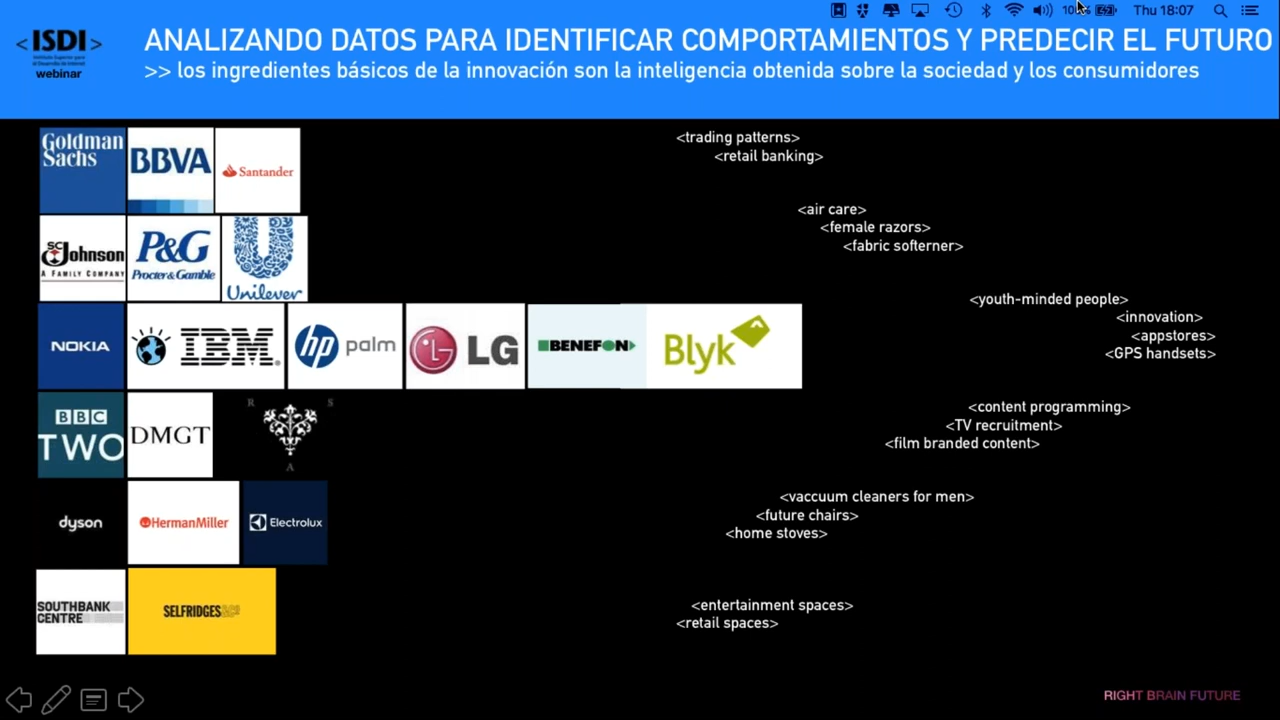 100%
Thu 18:07
<ISDI>
webinar
ANALIZANDO DATOS PARA IDENTIFICAR COMPORTAMIENTOS Y PREDECIR EL FUTURO
>> los ingredientes básicos de la innovación son la inteligencia obtenida sobre la sociedad y los consumidores
Goldman
Sachs
BBVA
Santander
<trading patterns>
<retail banking>
SC Johnson
A FAMILY COMPANY
P&G
Procter & Gamble
Unilever
<air care>
<female razors>
<fabric softerner>
NOKIA
IBM.
hp palm
LG
BENEFON
Blyk
<youth-minded people>
<innovation>
<appstores>
<GPS handsets>
BBC
TWO
DMGT
R S
A
<content programming>
<TV recruitment>
<film branded content>
dyson
HermanMiller
Electrolux
<vaccuum cleaners for men>
<future chairs>
<home stoves>
SOUTHBANK
CENTRE
SELFRIDGES&Co
<entertainment spaces>
<retail spaces>
RIGHT BRAIN FUTURE